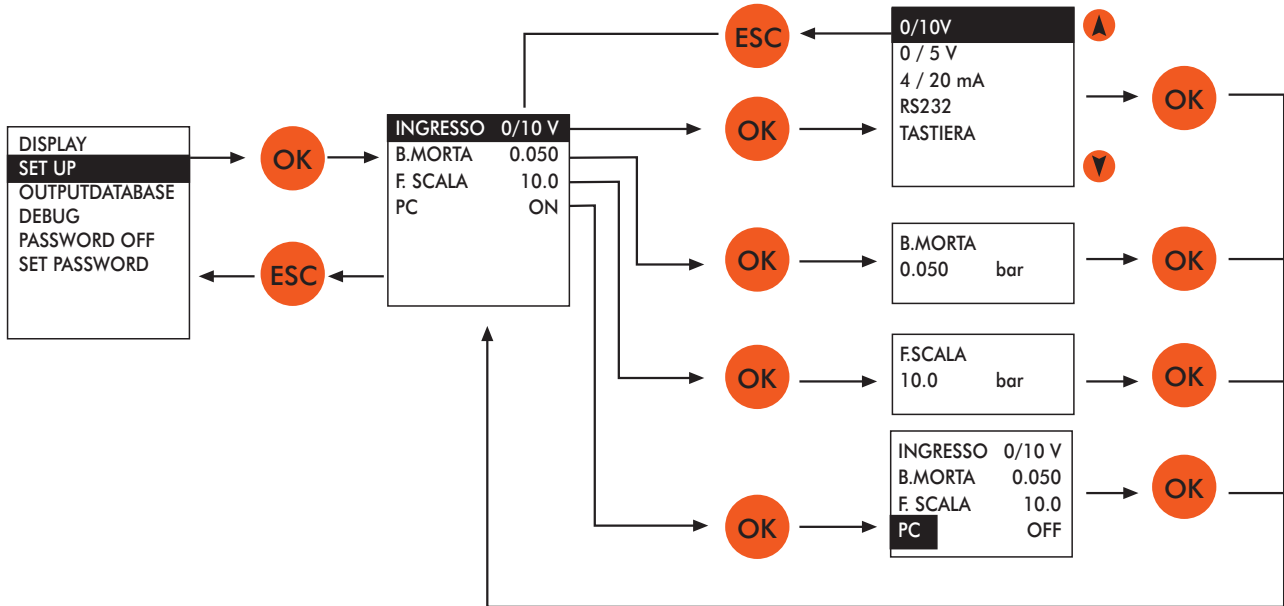 DISPLAY
SET UP
OUTPUTDATABASE
DEBUG
PASSWORD OFF
SET PASSWORD
OK
ESC
INGRESSO 0/10 V
B.MORTA 0.050
F. SCALA 10.0
PC ON
ESC
OK
OK
OK
OK
0/10V
0 / 5 V
4 / 20 mA
RS232
TASTIERA
OK
B.MORTA
0.050 bar
OK
F.SCALA
10.0 bar
OK
INGRESSO 0/10 V
B.MORTA 0.050
F. SCALA 10.0
PC OFF
OK